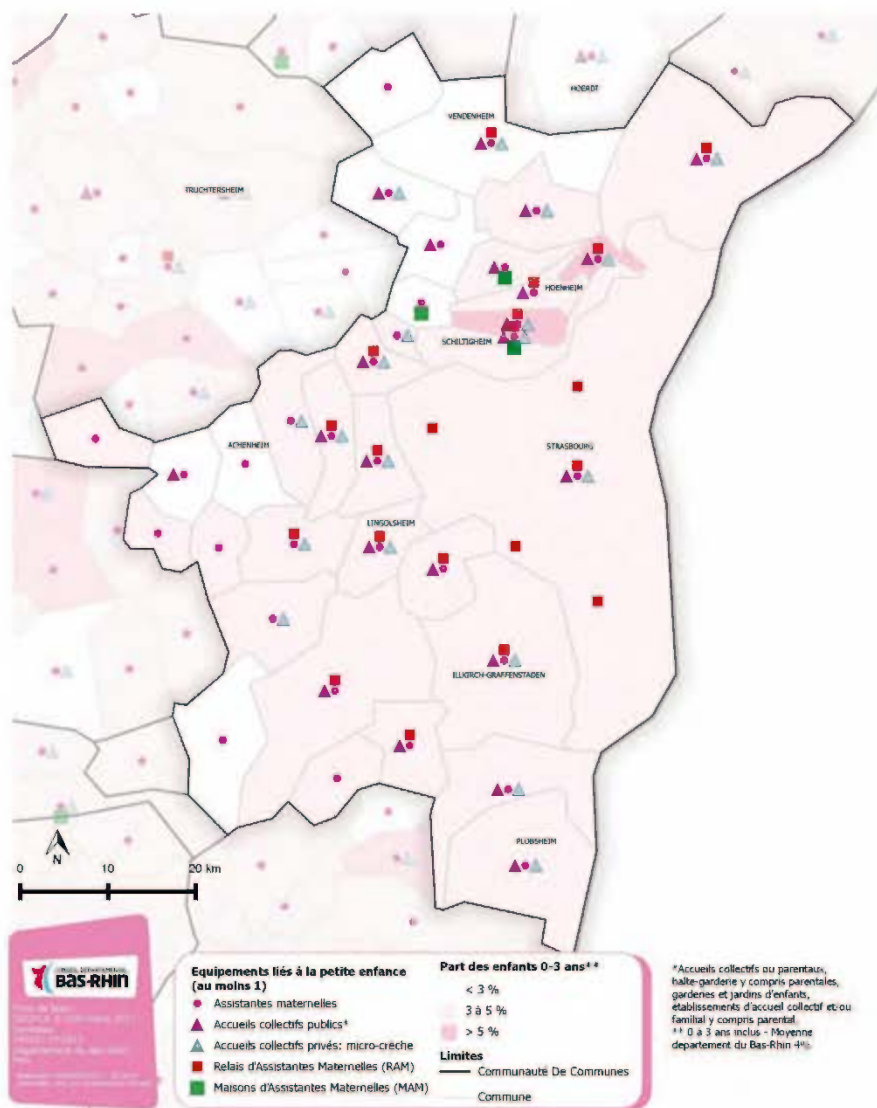 HOERDT
VENDENHEIM
TRUCHTERSHEIM
HOENHEIM
SCHILTIGHEIM
ACHENHEIM
STRASBOURG
LINGOLSHEIM
ILLKIRCH-GRAFFENSTADEN
PLOBSHEIM
N
0 10 20 km
BAS-RHIN
Equipements liés à la petite enfance
(au moins 1)
Assistantes maternelles
Accueils collectifs publics*
Accueils collectifs privés: micro-crèche
Relais d'Assistantes Maternelles (RAM)
Maisons d'Assistantes Maternelles (MAM)
Part des enfants 0-3 ans**
< 3 %
3 à 5 %
> 5 %
Limites
Communauté De Communes
Commune
*Accueils collectifs ou parentaux,
halte-garderie y compris parentales,
garderies et jardins d'enfants,
établissements d'accueil collectif et/ou
familial y compris parental
** 0 à 3 ans inclus - Moyenne
departement du Bas-Rhin 4%